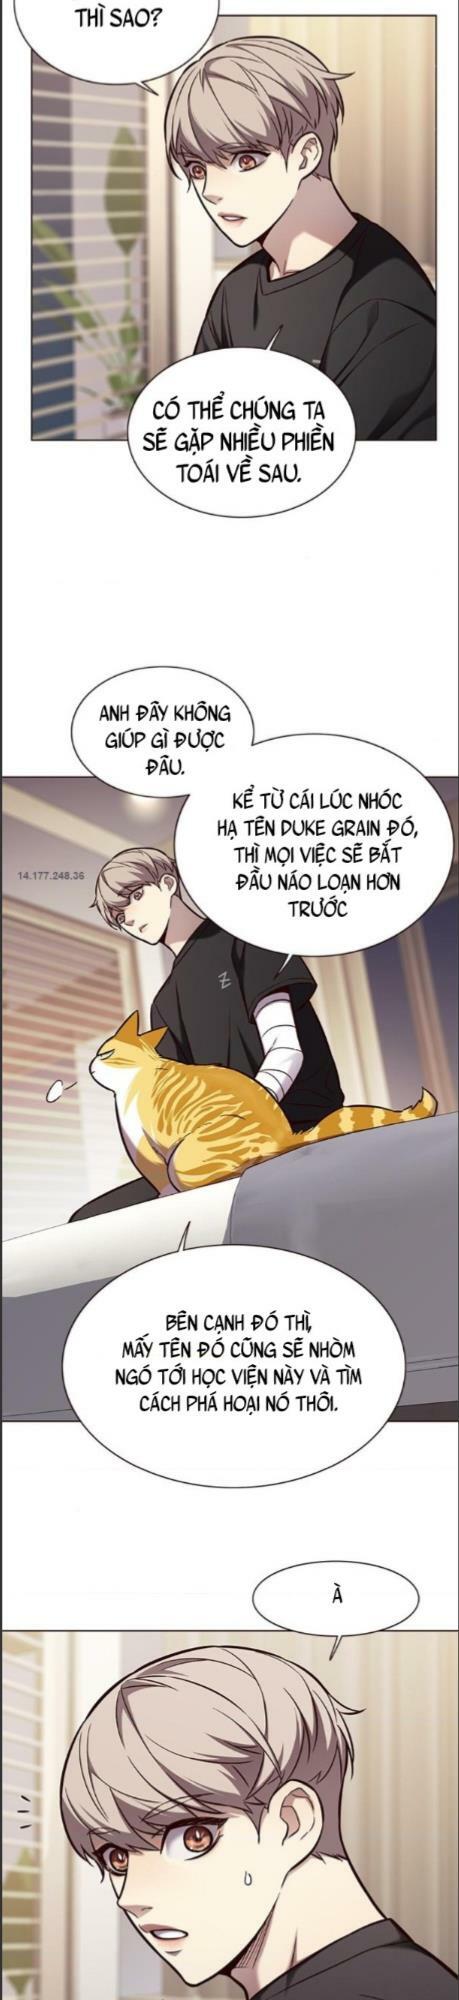 THÌ SAO?
CÓ THỂ CHÚNG TA
SẼ GẶP NHIỀU PHIỀN
TOÁI VỀ SAU.
ANH ĐÂY KHÔNG
GIÚP GÌ ĐƯỢC
ĐÂU.
KỂ TỪ CÁI LÚC NHÓC
HẠ TÊN DUKE GRAIN ĐÓ,
THÌ MỌI VIỆC SẼ BẮT
ĐẦU NÁO LOẠN HƠN
TRƯỚC
14.177.248.36
Z
BÊN CẠNH ĐÓ THÌ,
MẤY TÊN ĐÓ CŨNG SẼ NHÒM
NGÓ TỚI HỌC VIỆN NÀY VÀ TÌM
CÁCH PHÁ HOẠI NÓ THÔI.
À